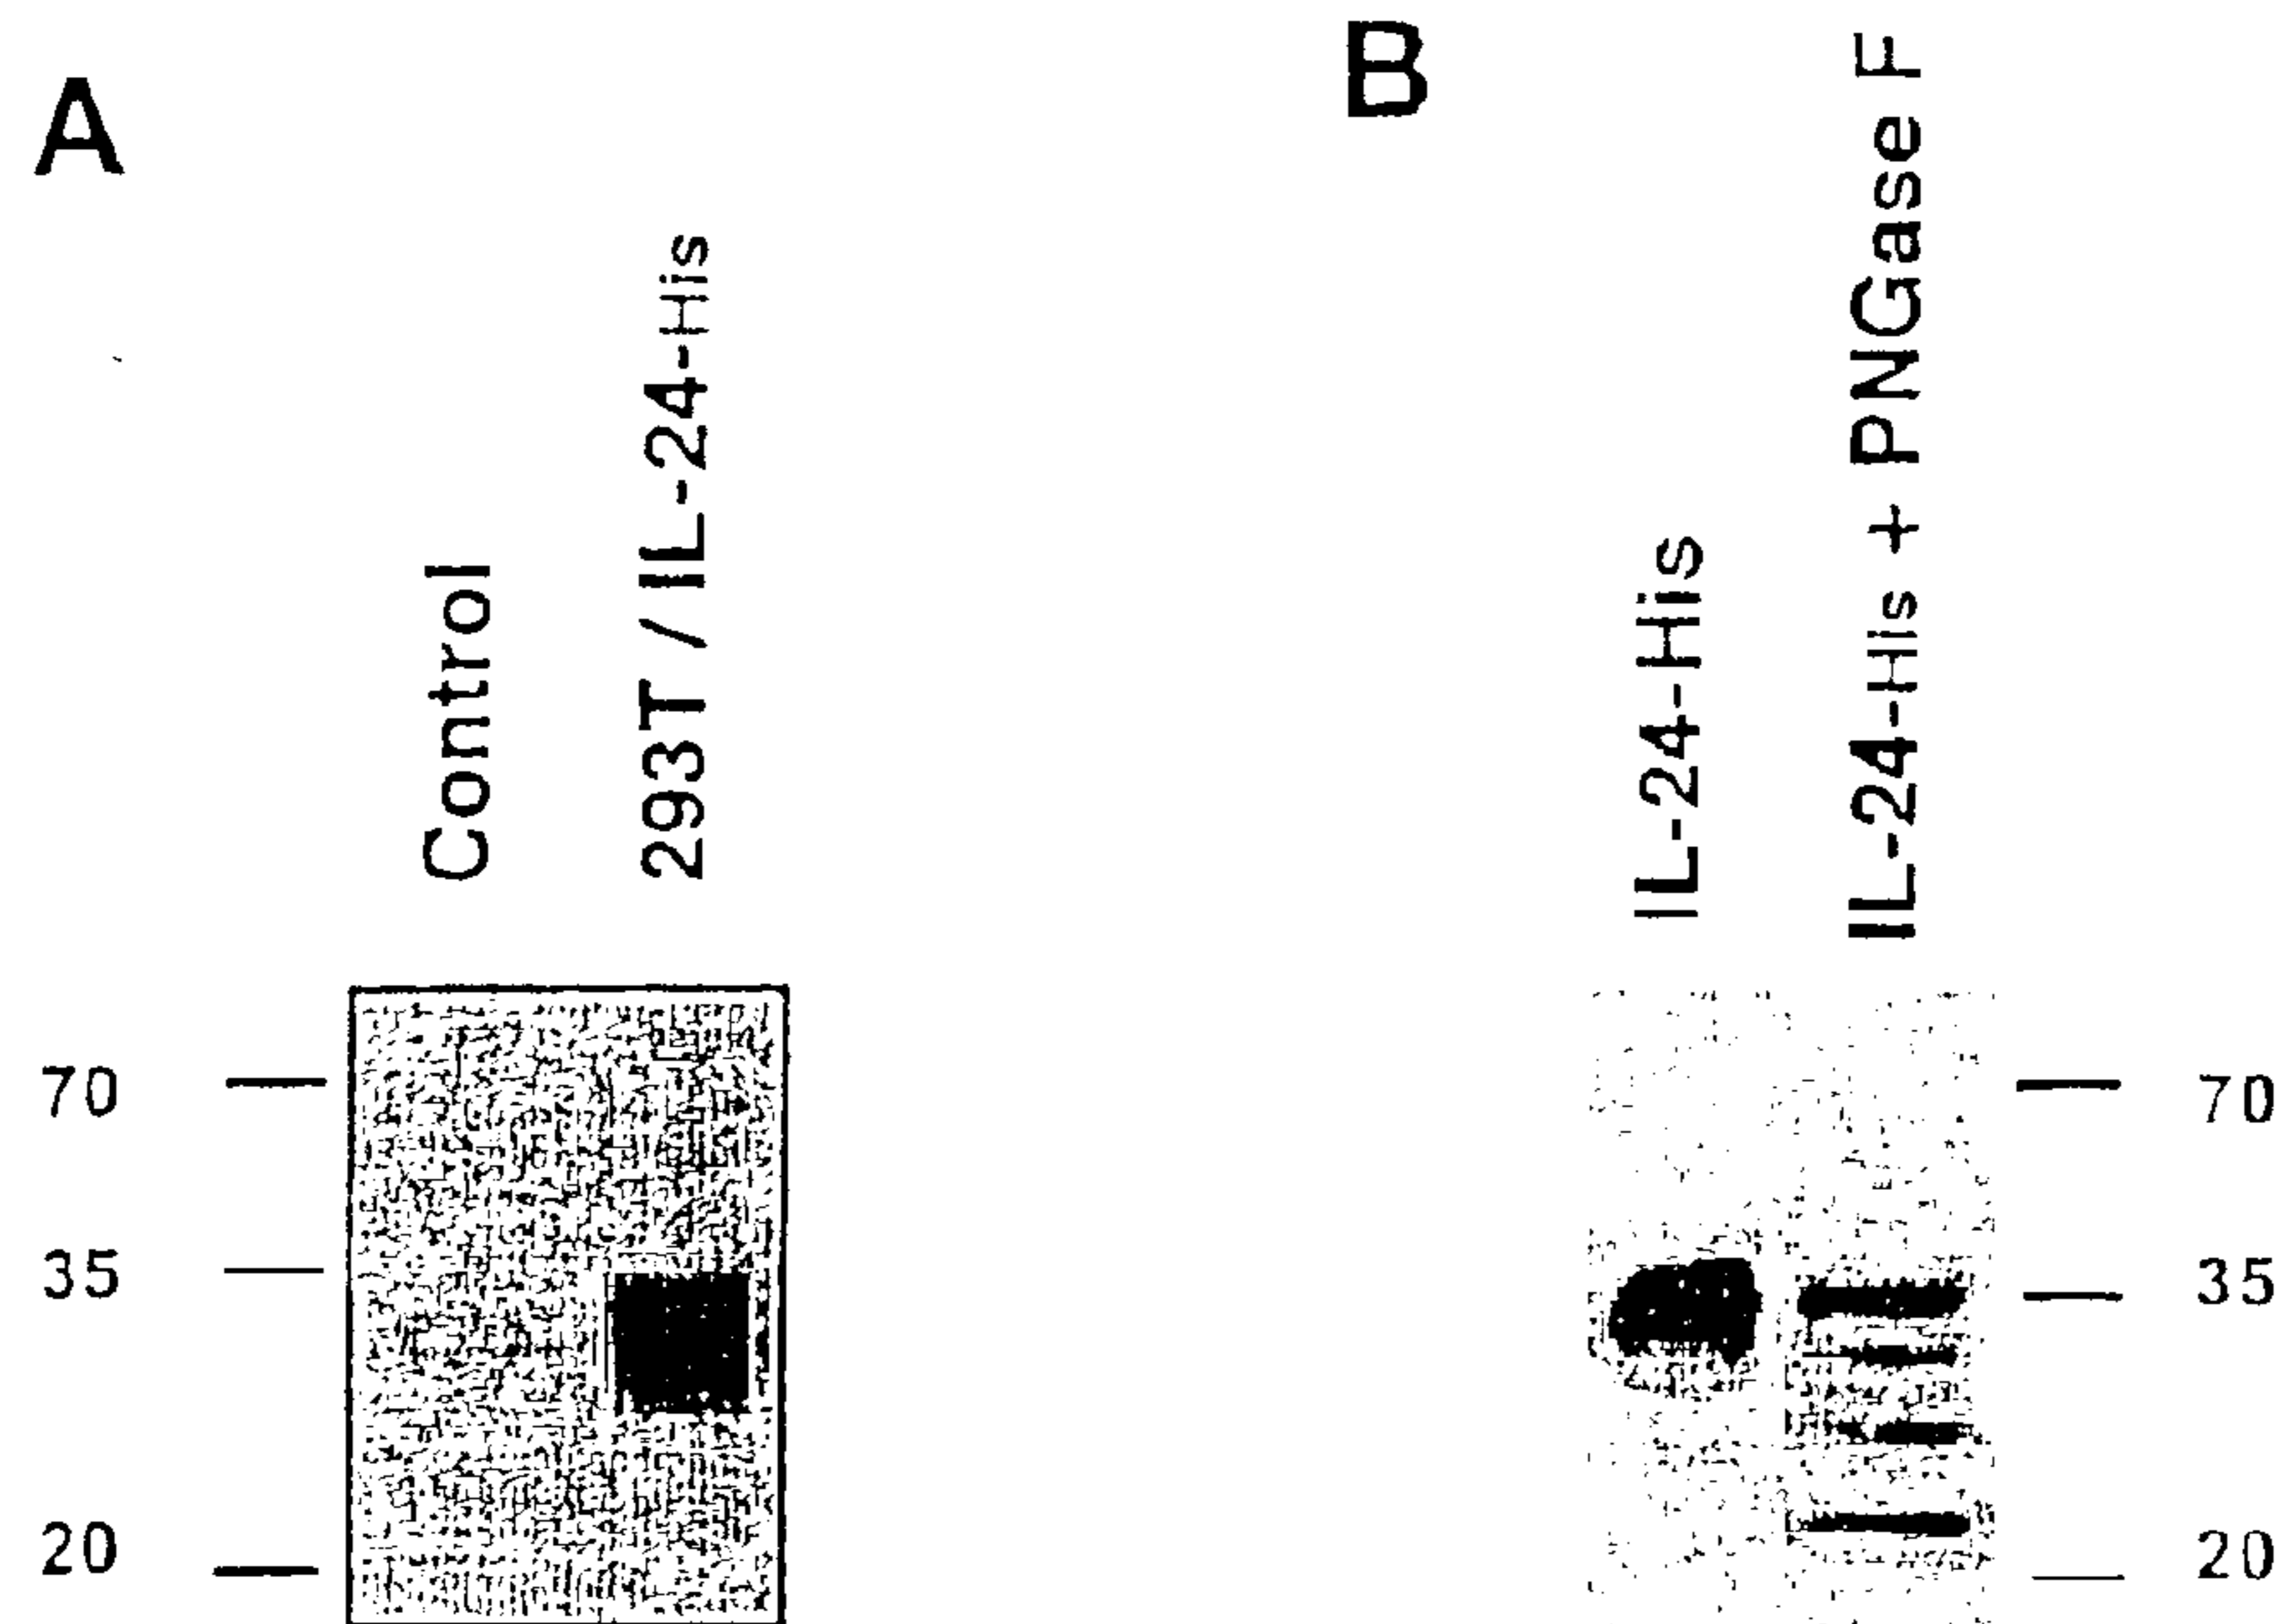 A
Control
293T / IL-24-His
70
35
20
B
IL-24-His
IL-24-His + PNGase F
70
35
20